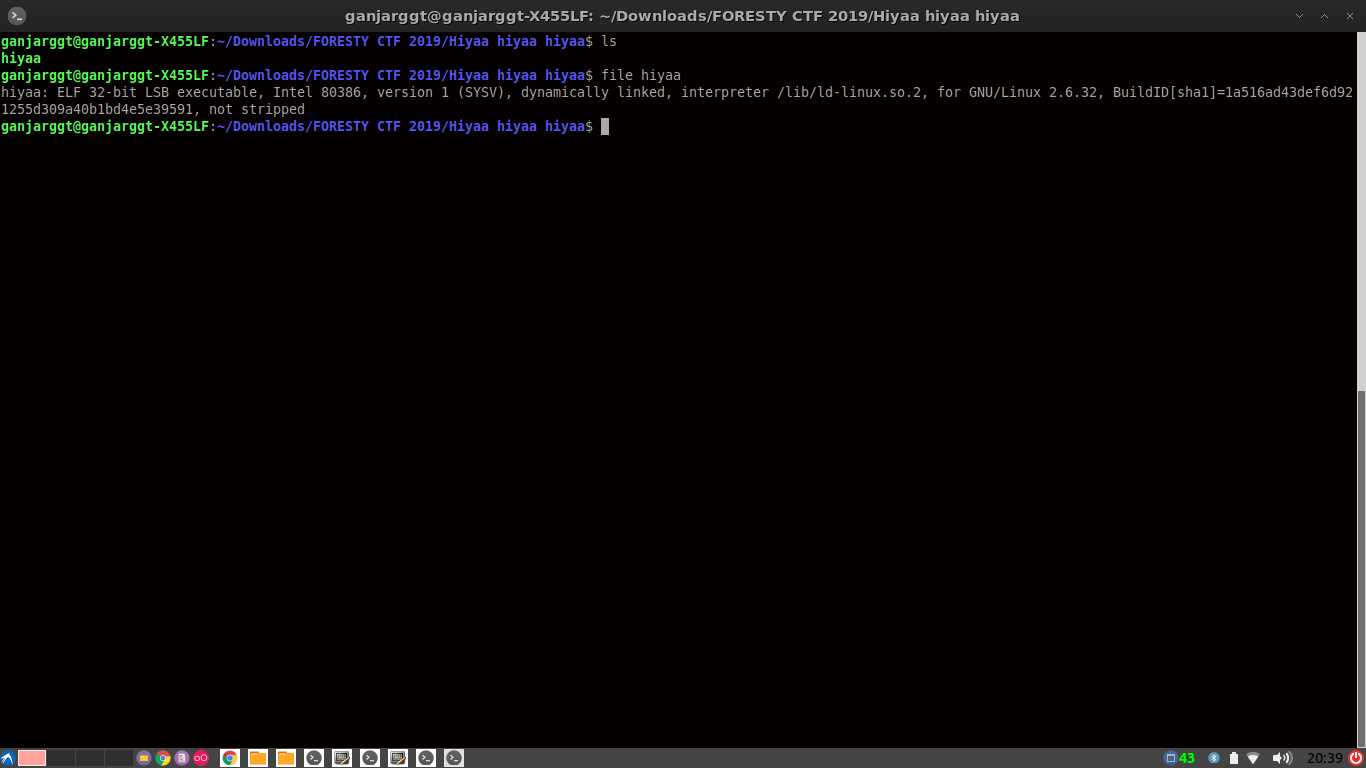 ganjarggt@ganjarggt-X455LF: ~/Downloads/FORESTY CTF 2019/Hiyaa hiyaa hiyaa
ganjarggt@ganjarggt-X455LF:~/Downloads/FORESTY CTF 2019/Hiyaa hiyaa hiyaa$ ls
hiyaa
ganjarggt@ganjarggt-X455LF:~/Downloads/FORESTY CTF 2019/Hiyaa hiyaa hiyaa$ file hiyaa
hiyaa: ELF 32-bit LSB executable, Intel 80386, version 1 (SYSV), dynamically linked, interpreter /lib/ld-linux.so.2, for GNU/Linux 2.6.32, BuildID[sha1]=1a516ad43def6d92
1255d309a40b1bd4e5e39591, not stripped
ganjarggt@ganjarggt-X455LF:~/Downloads/FORESTY CTF 2019/Hiyaa hiyaa hiyaa$
43 20:39